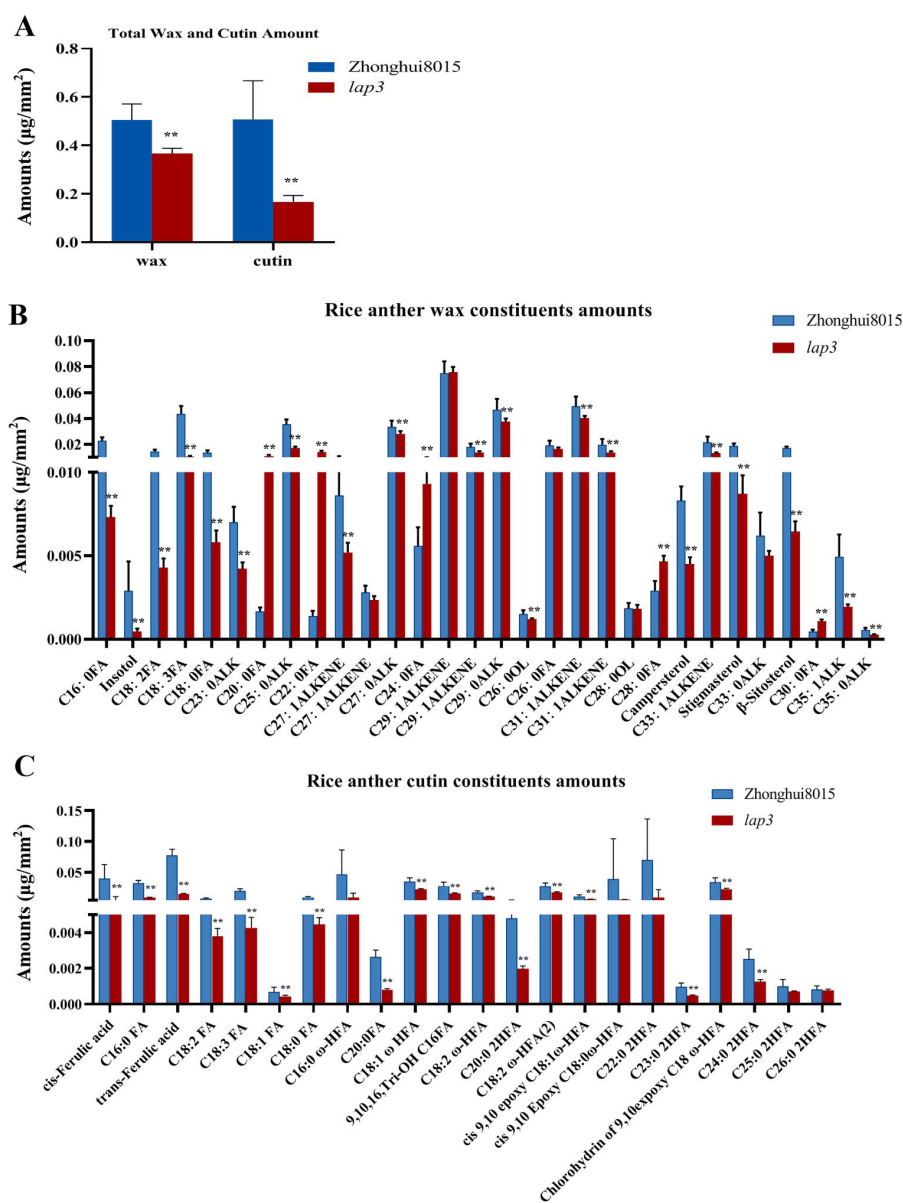 A
Total Wax and Cutin Amount
Amounts (μg/mm²)
0.8
0.6
0.4
0.2
0.0
Zhonghui8015
lap3
**
**
wax
cutin
B
Rice anther wax constituents amounts
Zhonghui8015
lap3
Amounts (μg/mm²)
0.10
0.08
0.06
0.04
0.02
0.010
0.005
0.000
** ** ** ** ** ** ** ** ** ** ** ** ** ** ** ** ** ** ** ** ** ** ** ** **
C16: 0FA
Insotol
C18: 2FA
C18: 3FA
C18: 0FA
C23: 0ALK
C20: 0FA
C25: 0ALK
C22: 0FA
C27: 1ALKENE
C27: 1ALKENE
C27: 0ALK
C24: 0FA
C29: 1ALKENE
C29: 1ALKENE
C29: 0ALK
C26: 0OL
C26: 0FA
C31: 1ALKENE
C31: 1ALKENE
C28: 0OL
C28: 0FA
Campersterol
C33: 1ALKENE
Stigmasterol
C33: 0ALK
β-Sitosterol
C30: 0FA
C35: 1ALK
C35: 0ALK
C
Rice anther cutin constituents amounts
Zhonghui8015
lap3
Amounts (μg/mm²)
0.15
0.10
0.05
0.004
0.002
0.000
** ** ** ** ** ** ** ** ** ** ** ** ** ** ** ** **
cis-Ferulic acid
C16:0 FA
trans-Ferulic acid
C18:2 FA
C18:3 FA
C18:1 FA
C18:0 FA
C16:0 ω-HFA
C20:0FA
C18:1 ω HFA
9,10,16,Tri-OH C16FA
C18:2 ω-HFA
C20:0 2HFA
C18:2 ω-HFA(2)
cis 9,10 epoxy C18:1ω-HFA
cis 9,10 Epoxy C18:0ω-HFA
C22:0 2HFA
C23:0 2HFA
Chlorohydrin of 9,10expoxy C18 ω-HFA
C24:0 2HFA
C25:0 2HFA
C26:0 2HFA